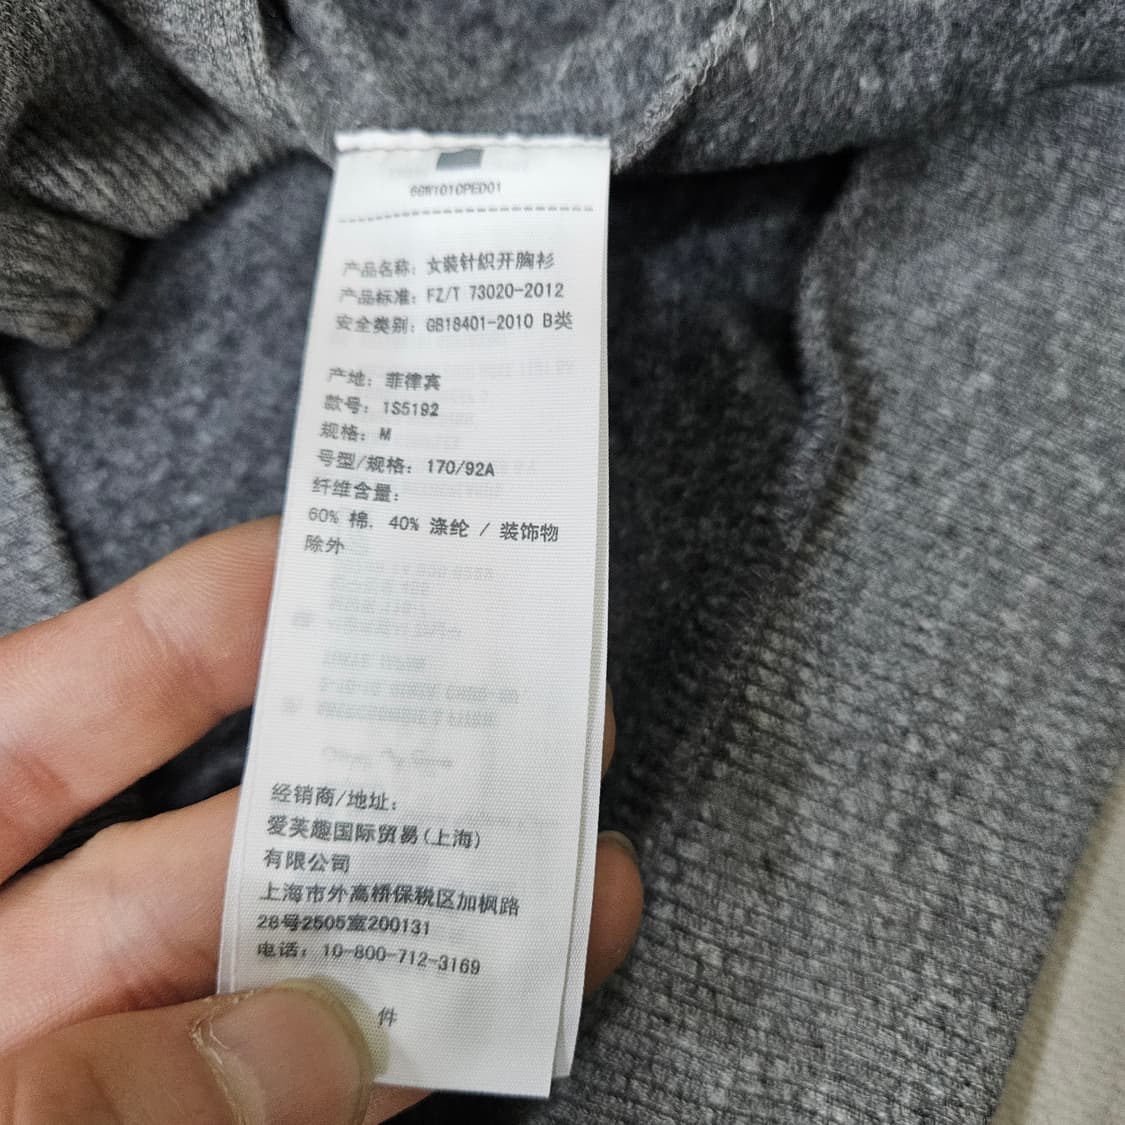 产品名称：女装针织开胸衫
产品标准：FZ/T 73020-2012
安全类别：GB18401-2010 B类
产地：菲律宾
款号：1S5192
规格：M
号型/规格：170/92A
纤维含量：
60% 棉，40% 涤纶 / 装饰物
除外
经销商/地址：
爱芙趣国际贸易(上海)
有限公司
上海市外高桥保税区加枫路
28号2505室200131
电话：10-800-712-3169
件